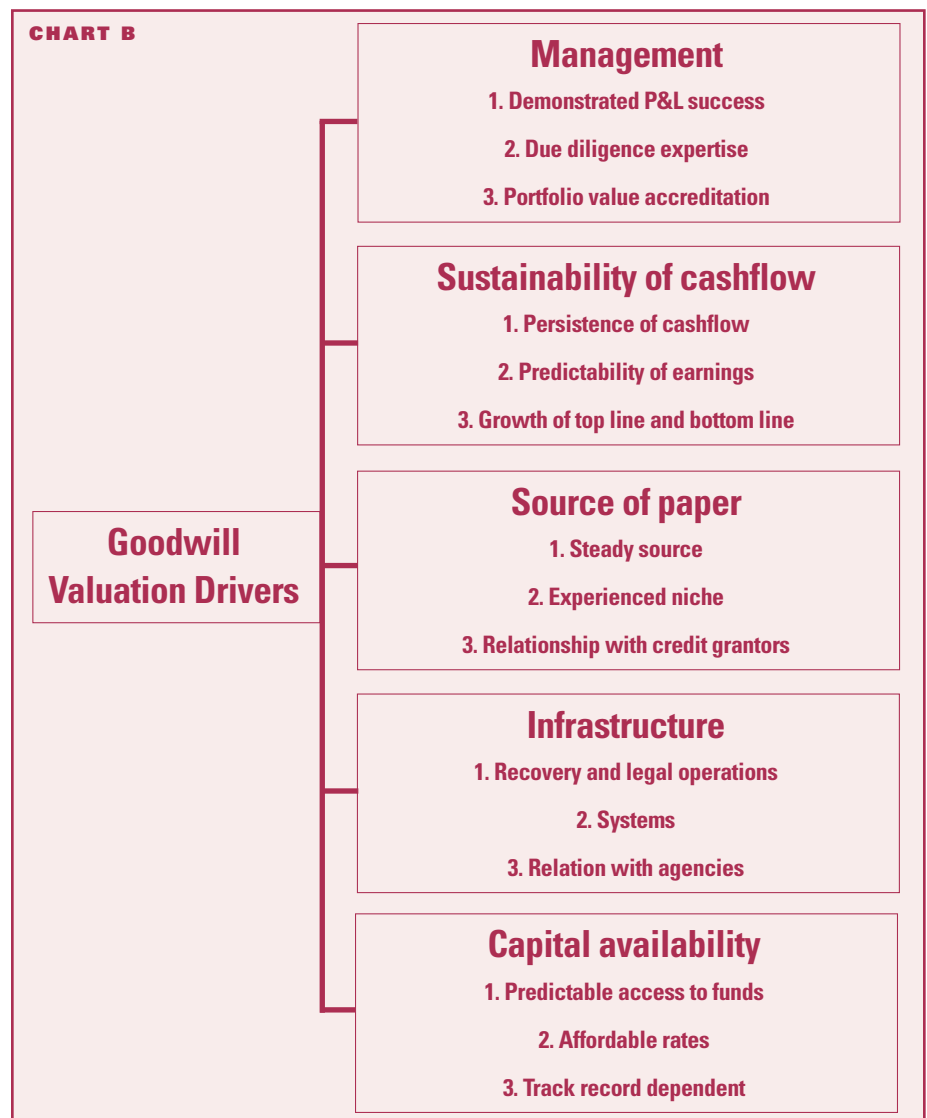 CHART B
Management
1. Demonstrated P&L success
2. Due diligence expertise
3. Portfolio value accreditation
Sustainability of cashflow
1. Persistence of cashflow
2. Predictability of earnings
3. Growth of top line and bottom line
Goodwill
Valuation Drivers
Source of paper
1. Steady source
2. Experienced niche
3. Relationship with credit grantors
Infrastructure
1. Recovery and legal operations
2. Systems
3. Relation with agencies
Capital availability
1. Predictable access to funds
2. Affordable rates
3. Track record dependent